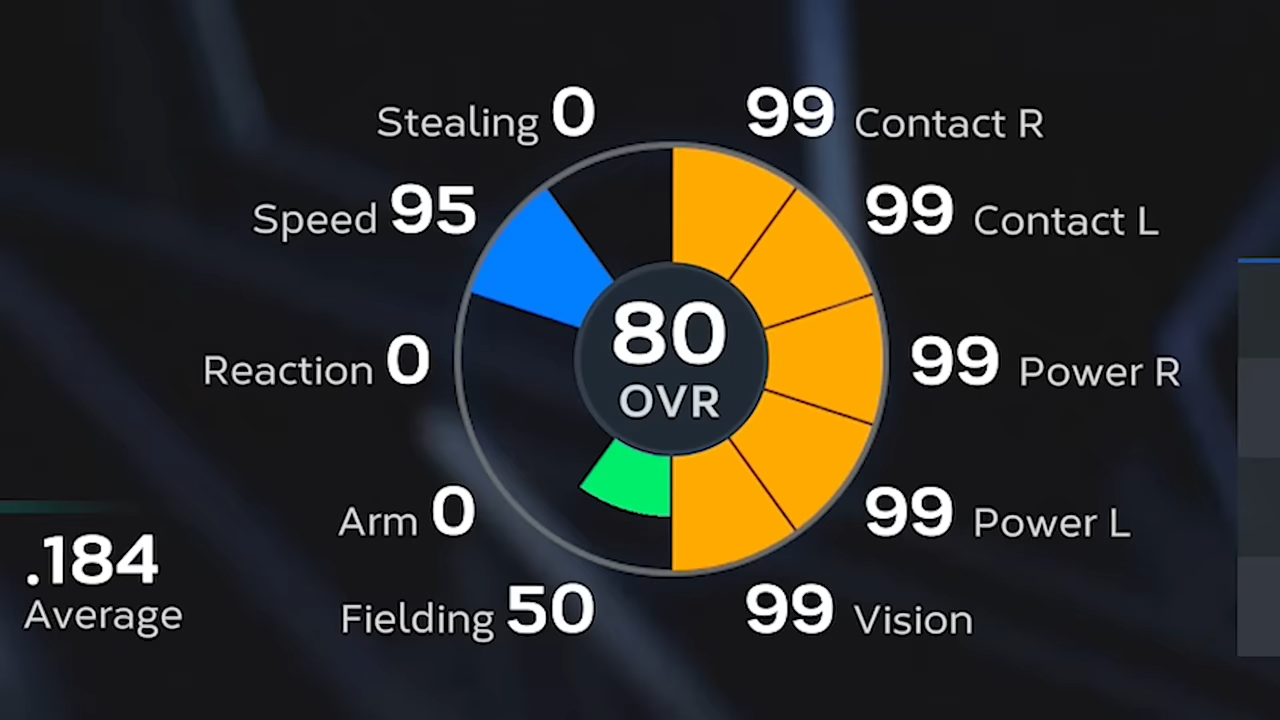 Stealing 0
99 Contact R
Speed 95
99 Contact L
80
OVR
Reaction 0
99 Power R
Arm 0
99 Power L
.184
Average
Fielding 50
99 Vision